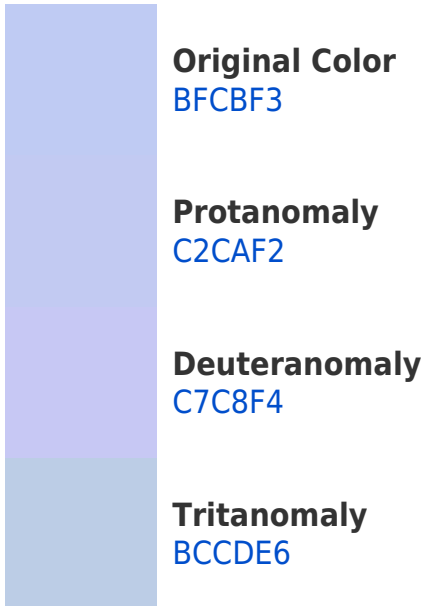 Original Color
BFCBF3
Protanomaly
C2CAF2
Deuteranomaly
C7C8F4
Tritanomaly
BCCDE6